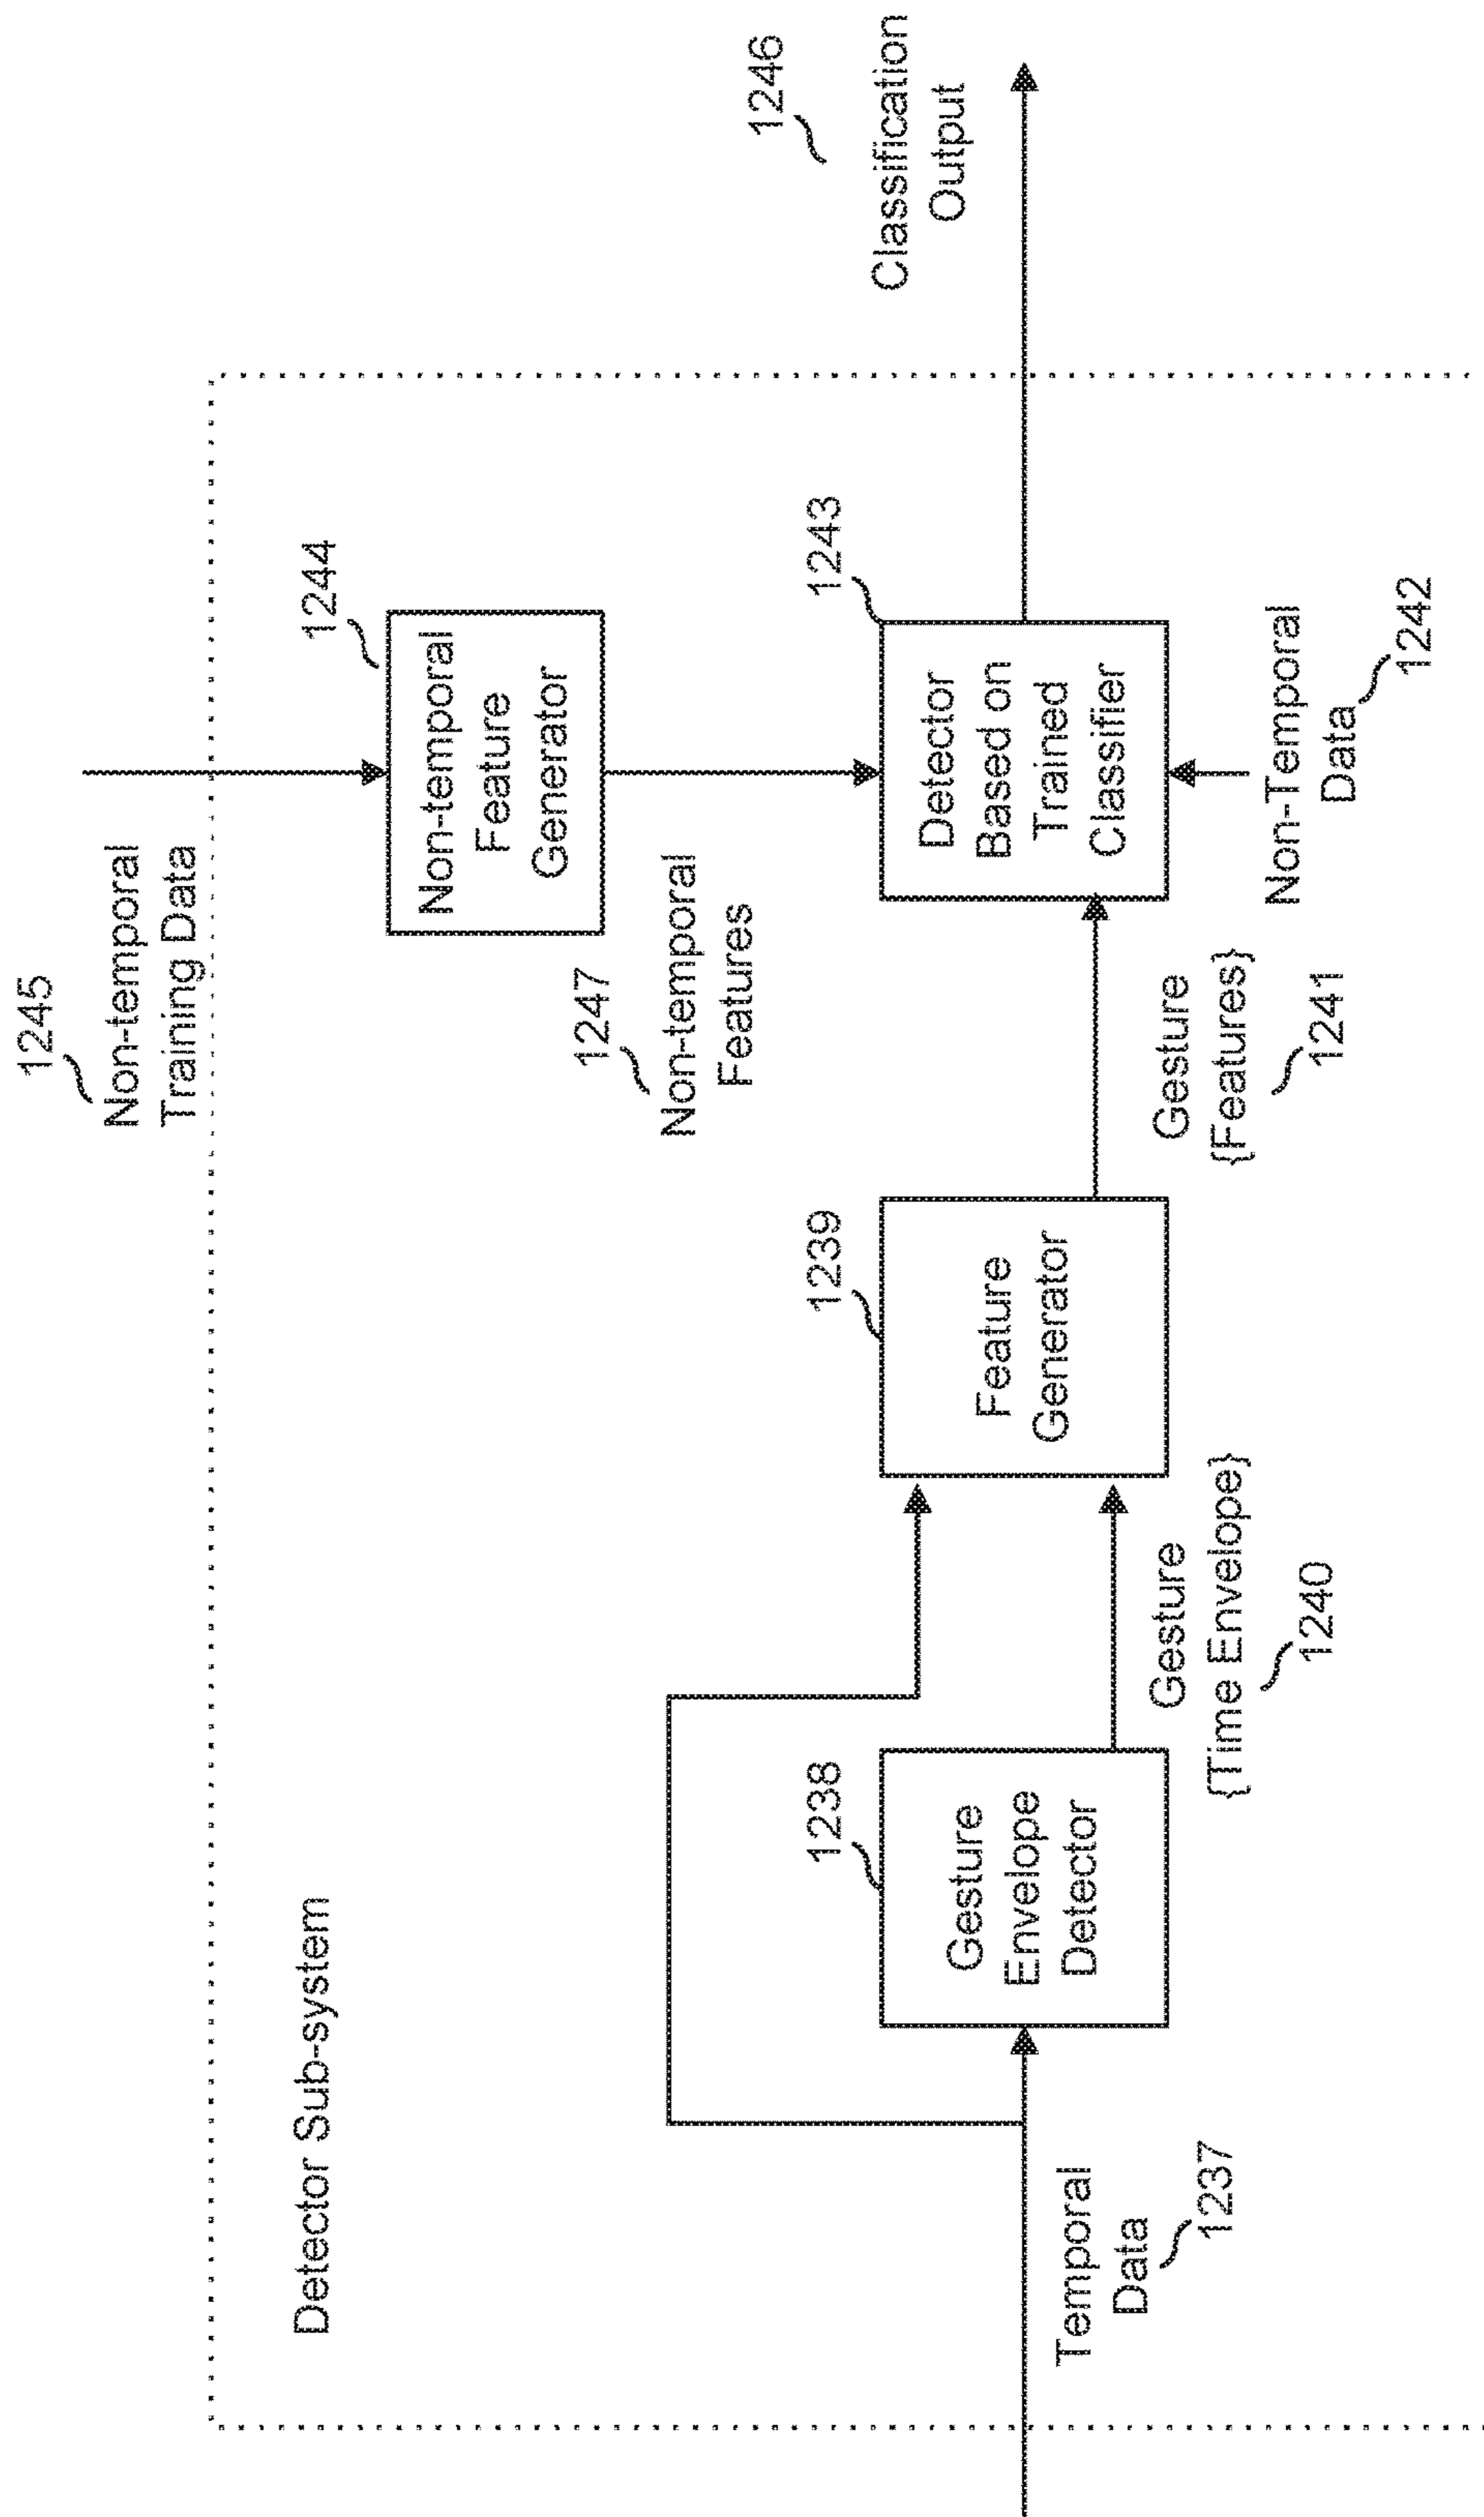 Detector Sub-system
1245
Non-temporal
Training Data
1244
Non-temporal
Feature
Generator
1247
Non-temporal
Features
1246
Classification
Output
1238
Gesture
Envelope
Detector
1239
Feature
Generator
1243
Detector
Based on
Trained
Classifier
Temporal
Data
1237
Gesture
{Time Envelope}
1240
Gesture
{Features}
1241
Non-Temporal
Data
1242